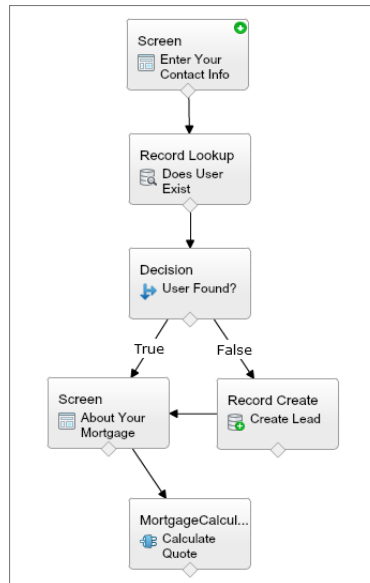 Screen
Enter Your
Contact Info
Record Lookup
Does User
Exist
Decision
User Found?
True
False
Screen
About Your
Mortgage
Record Create
Create Lead
MortgageCalcul...
Calculate
Quote